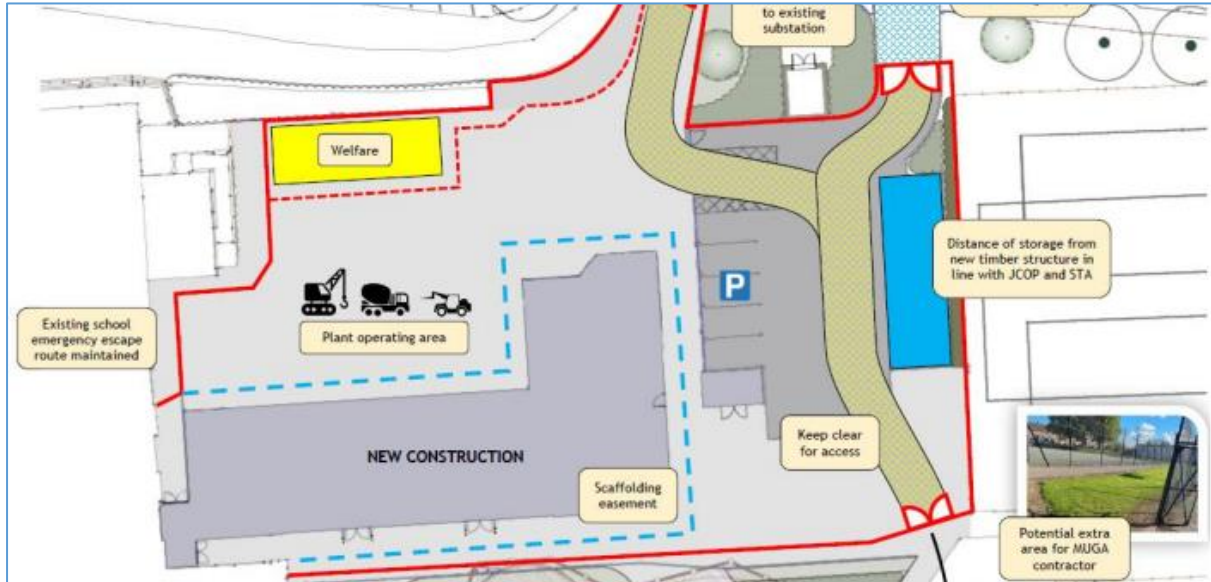 to existing
substation
Welfare
Distance of storage from
new timber structure in
line with JCOP and STA
P
Existing school
emergency escape
route maintained
Plant operating area
Keep clear
for access
NEW CONSTRUCTION
Scaffolding
easement
Potential extra
area for MUGA
contractor